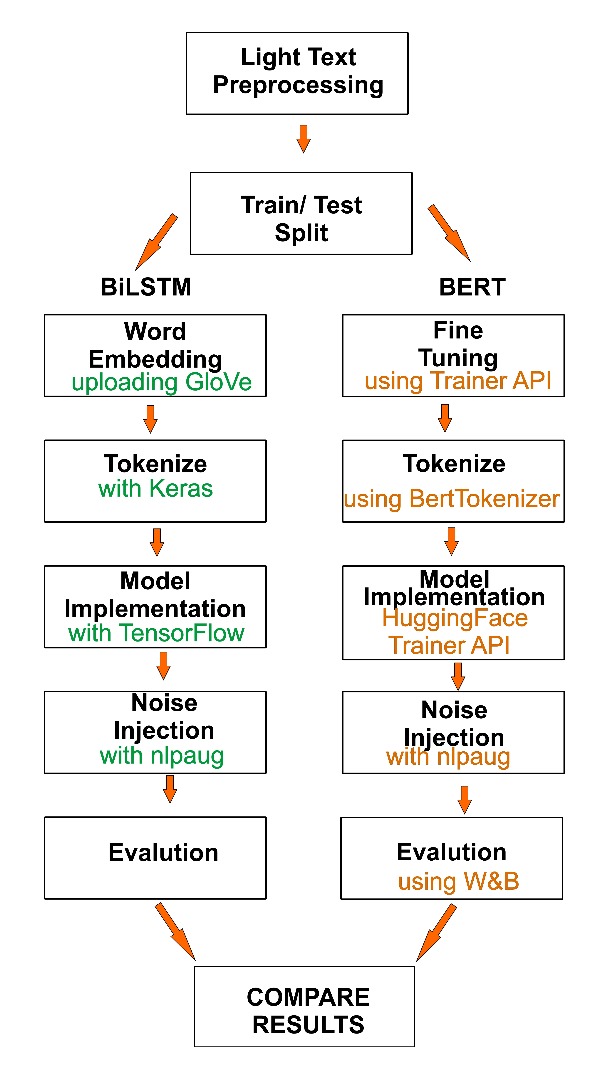 Light Text
Preprocessing
Train/ Test
Split
BiLSTM
Word
Embedding
uploading GloVe
Tokenize
with Keras
Model
Implementation
with TensorFlow
Noise
Injection
with nlpaug
Evalution
BERT
Fine
Tuning
using Trainer API
Tokenize
using BertTokenizer
Model
Implementation
HuggingFace
Trainer API
Noise
Injection
with nlpaug
Evalution
using W&B
COMPARE
RESULTS